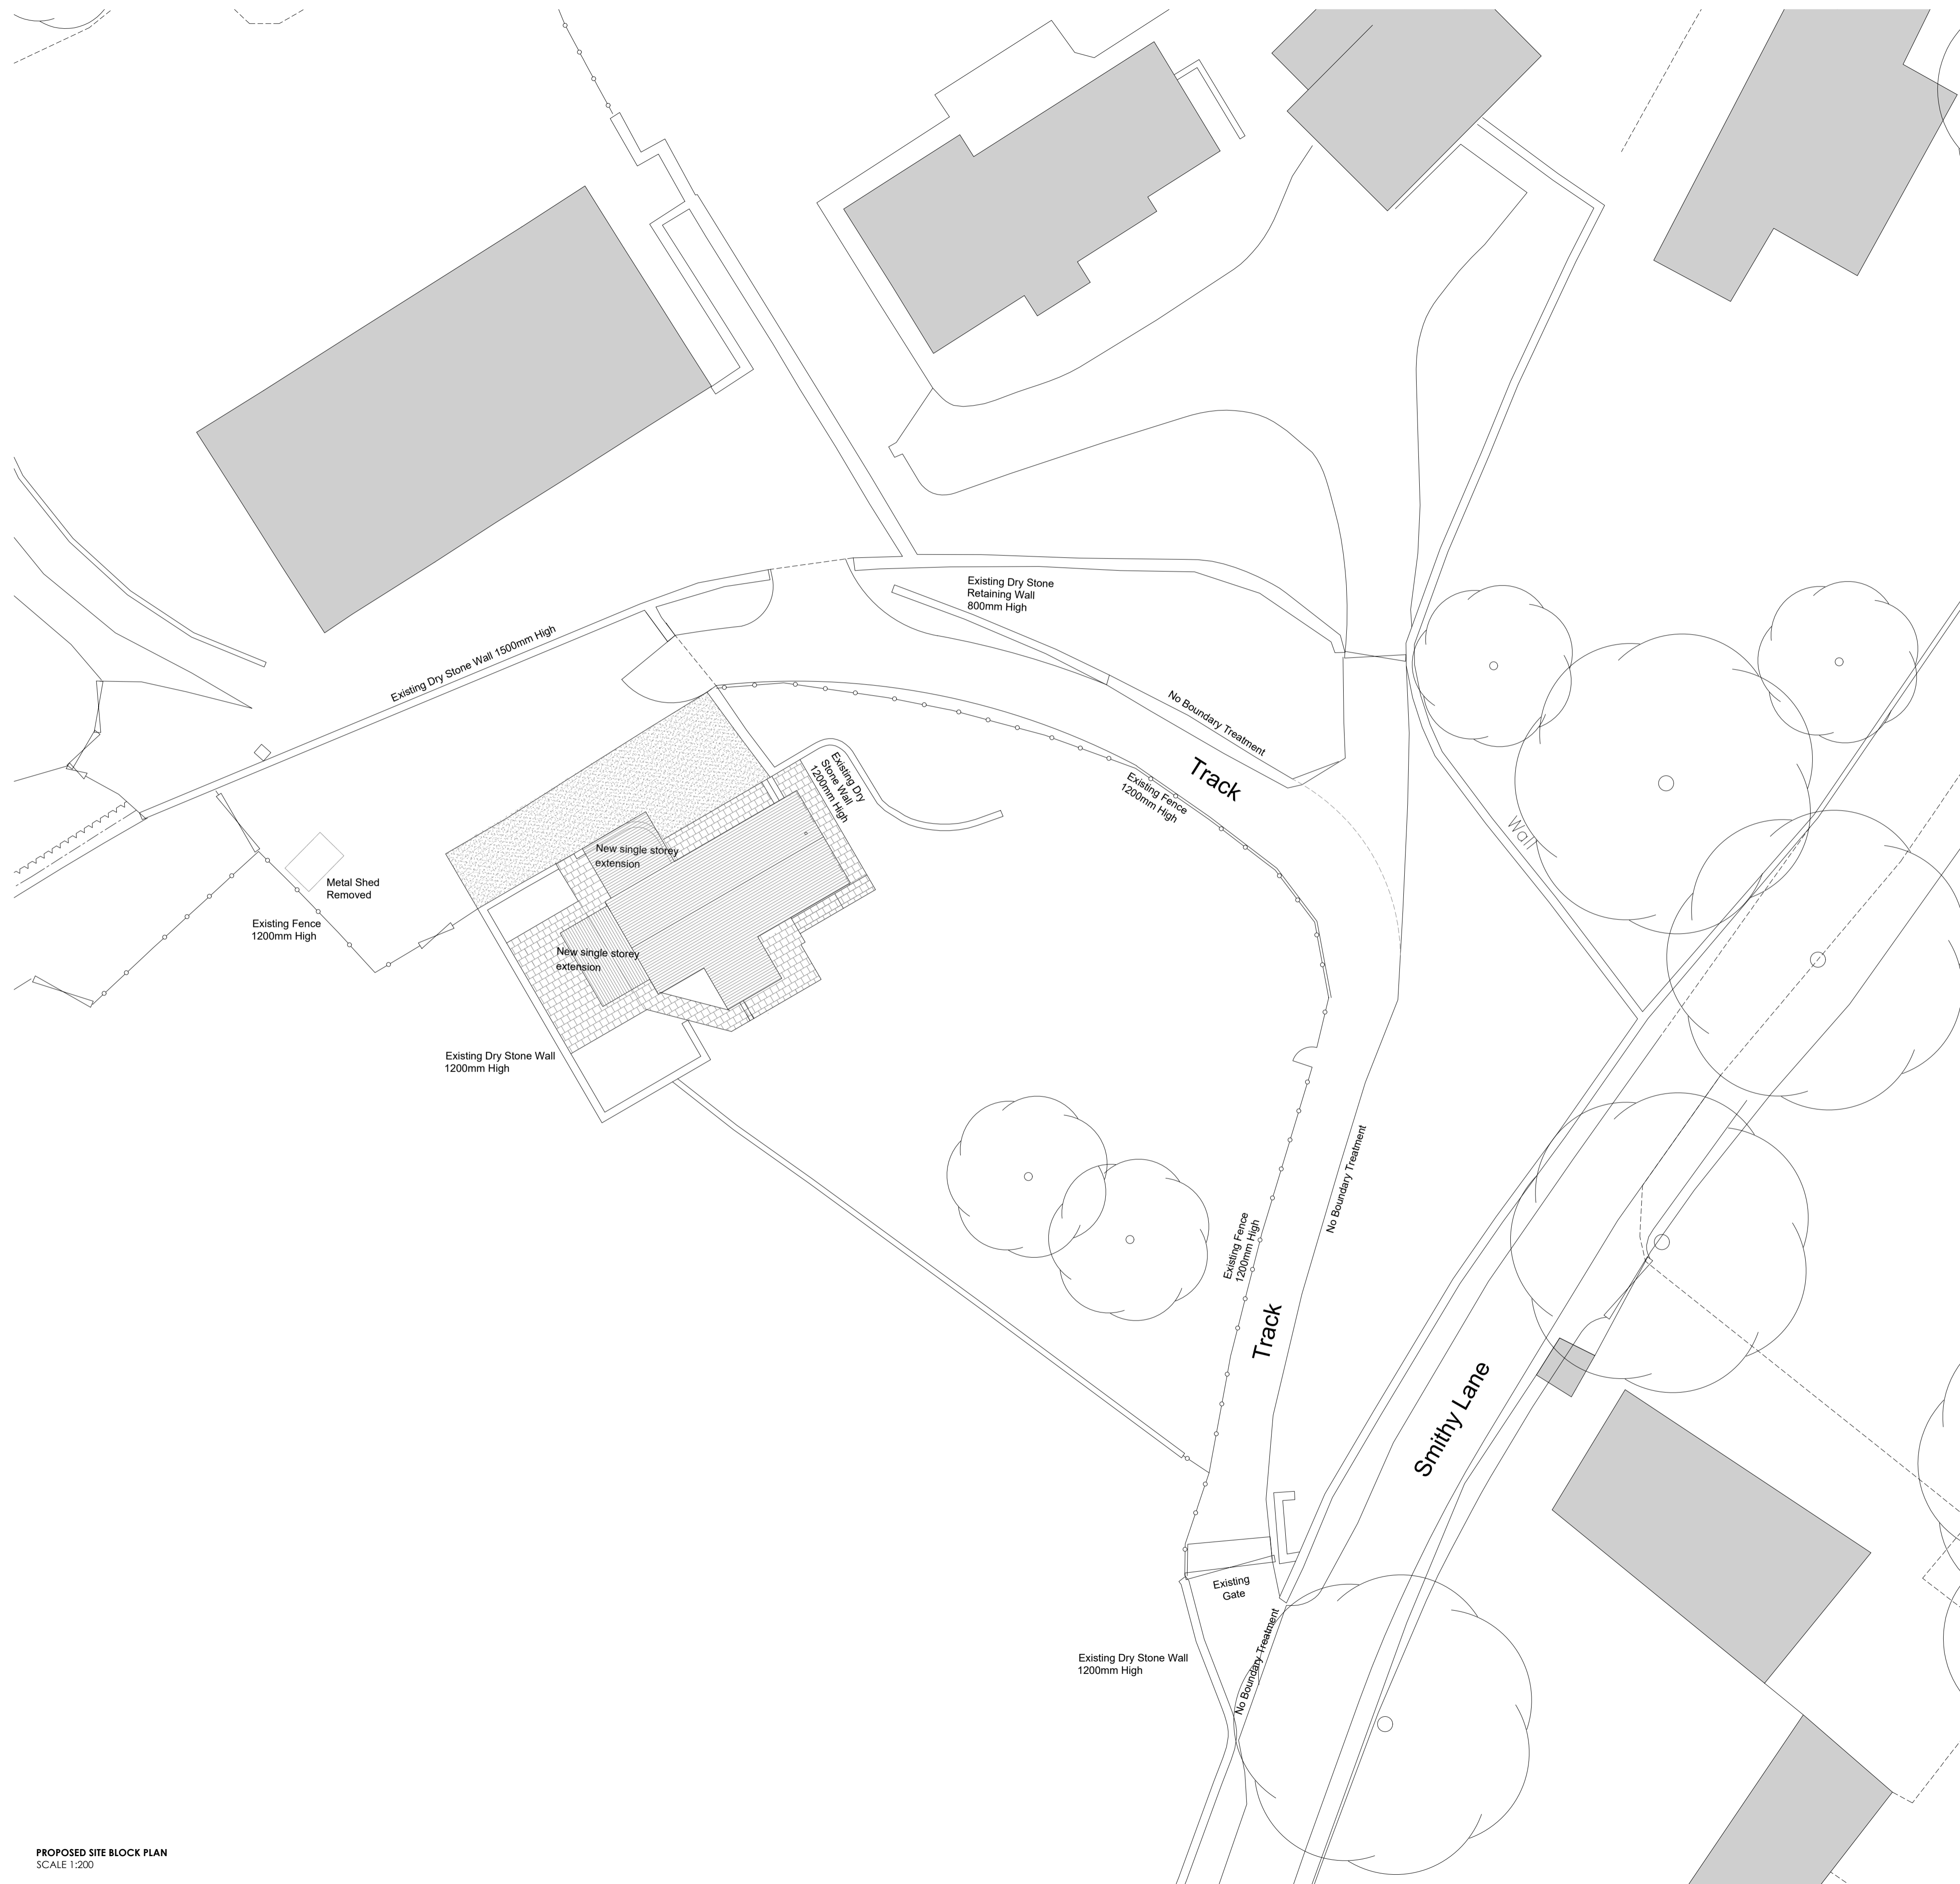 Existing Dry Stone
Retaining Wall
800mm High
Existing Dry Stone Wall 1500mm High
No Boundary Treatment
Track
Existing Dry
Stone Wall
1200mm High
Existing Fence
1200mm High
Wall
New single storey
extension
Metal Shed
Removed
Existing Fence
1200mm High
New single storey
extension
Existing Dry Stone Wall
1200mm High
No Boundary Treatment
Existing Fence
1200mm High
Track
Smithy Lane
Existing
Gate
No Boundary Treatment
Existing Dry Stone Wall
1200mm High
PROPOSED SITE BLOCK PLAN
SCALE 1:200